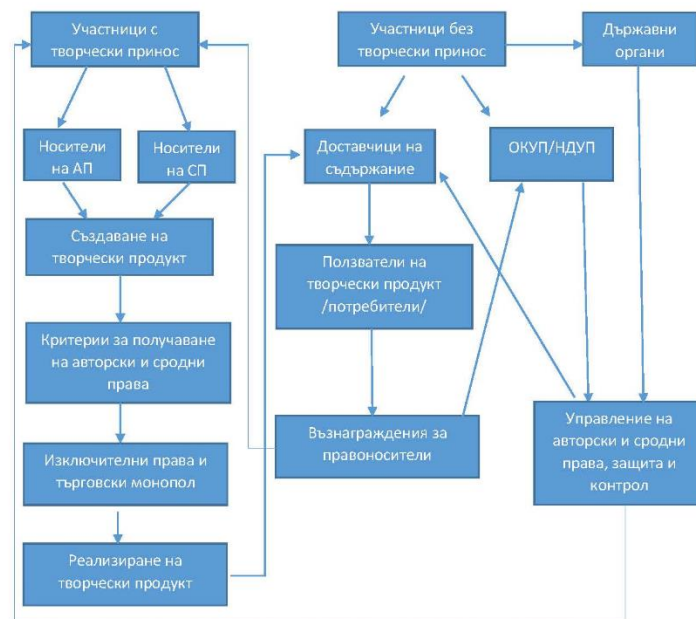 Участници с
творчески принос
Участници без
творчески принос
Държавни
органи
Носители
на АП
Носители
на СП
Доставчици на
съдържание
ОКУП/НДУП
Създаване на
творчески продукт
Ползватели на
творчески продукт
/потребители/
Критерии за получаване
на авторски и сродни
права
Възнаграждения за
правоносители
Управление на
авторски и сродни
права, защита и
контрол
Изключителни права и
търговски монопол
Реализиране на
творчески продукт